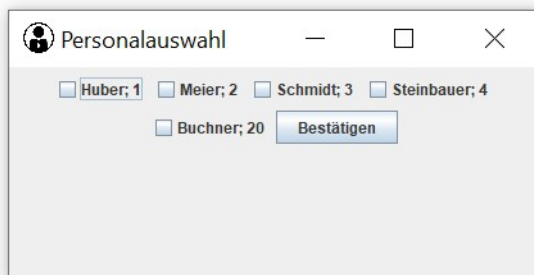 Personalauswahl
Huber; 1 Meier; 2 Schmidt; 3 Steinbauer; 4
Buchner; 20 Bestätigen